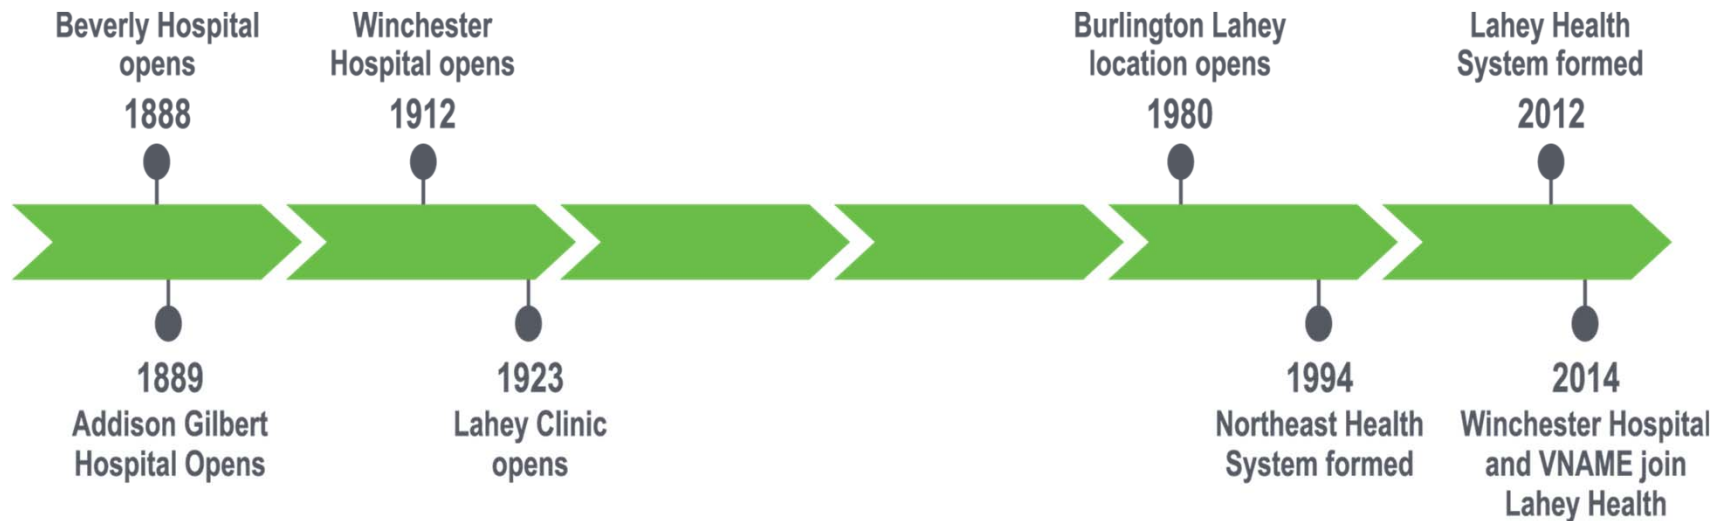 Beverly Hospital
opens
1888
Winchester
Hospital opens
1912
Burlington Lahey
location opens
1980
Lahey Health
System formed
2012
1889
Addison Gilbert
Hospital Opens
1923
Lahey Clinic
opens
1994
Northeast Health
System formed
2014
Winchester Hospital
and VNAME join
Lahey Health